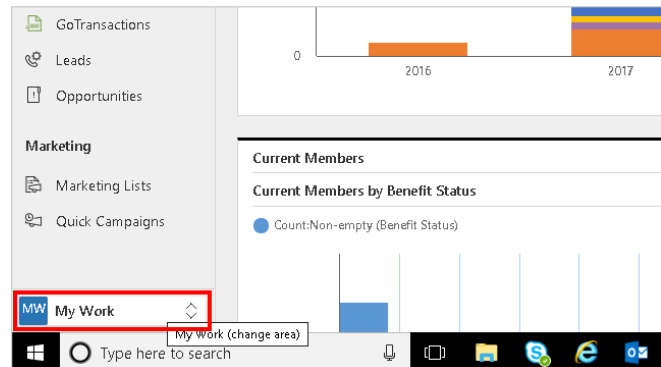 GoTransactions
Leads
Opportunities
Marketing
Marketing Lists
Quick Campaigns
MW My Work
My Work (change area)
0
2016 2017
Current Members
Current Members by Benefit Status
Count:Non-empty (Benefit Status)
Type here to search